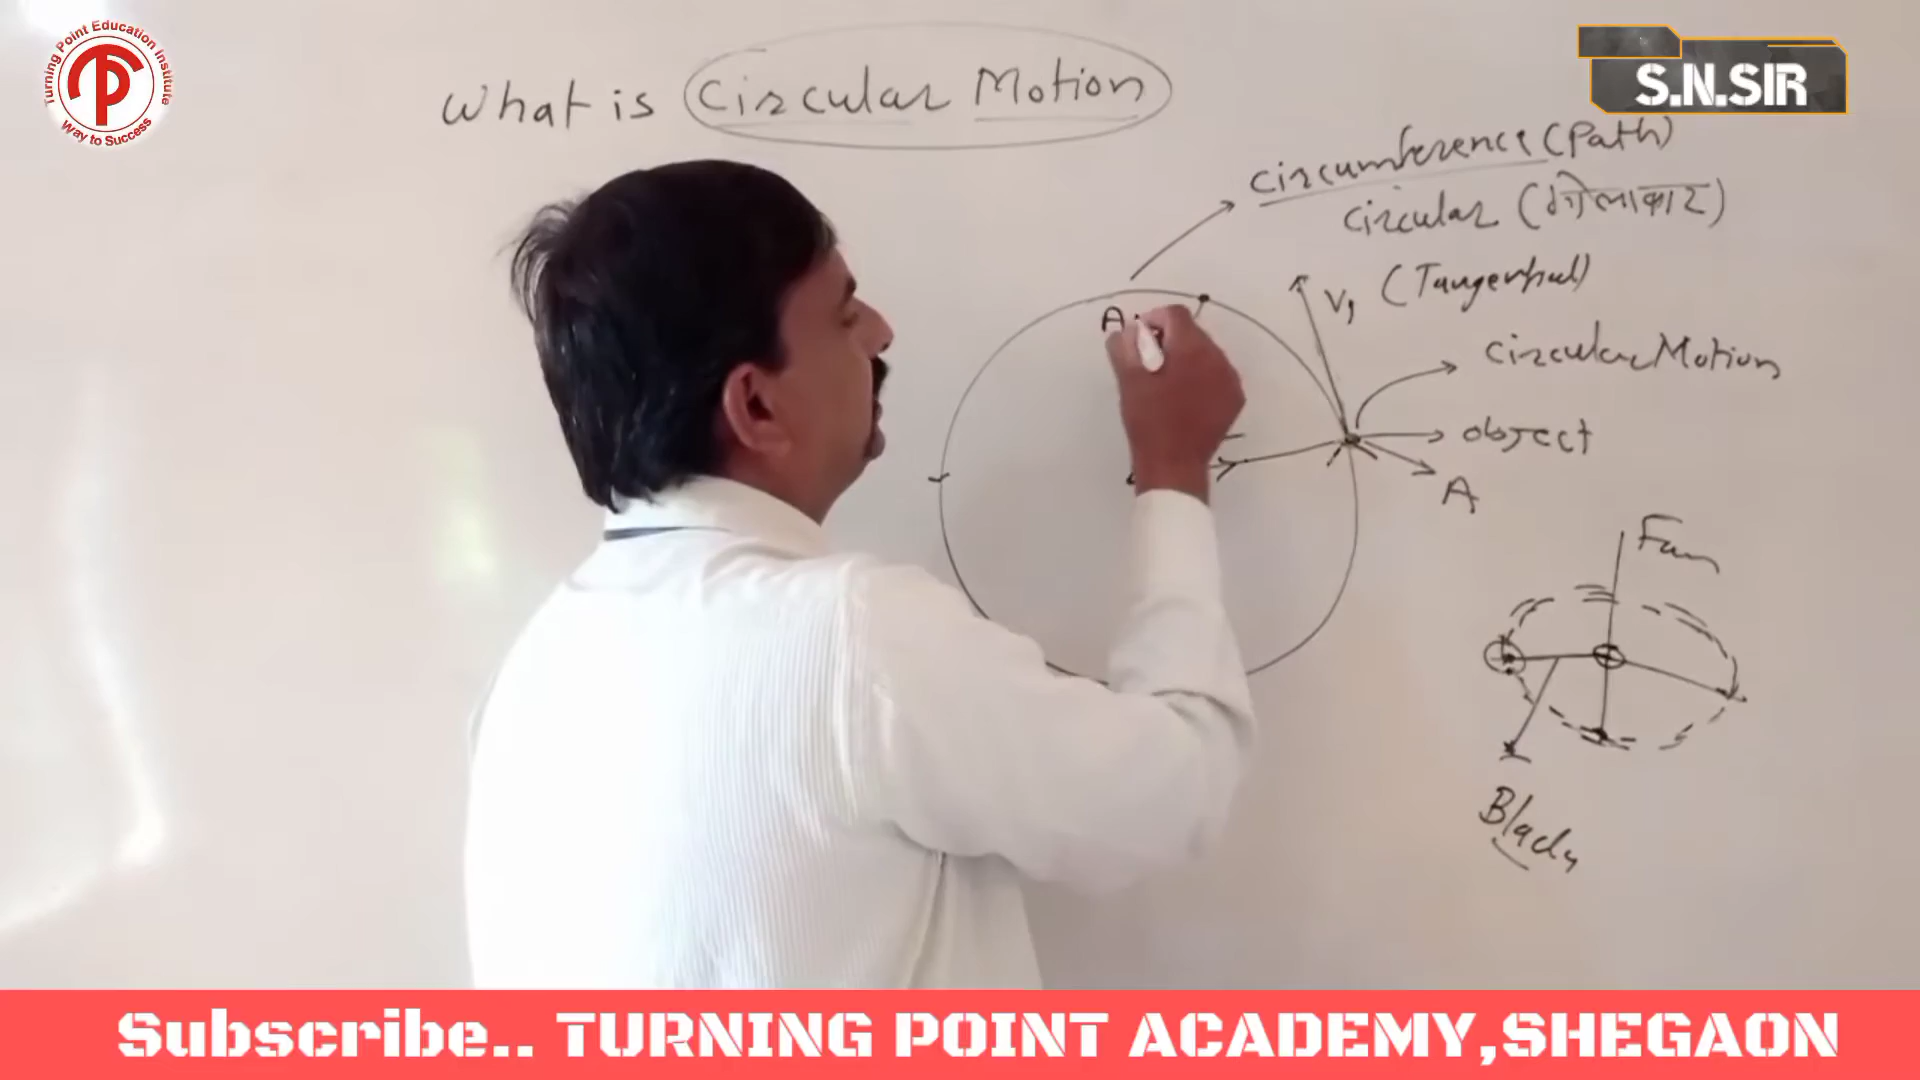 Turning Point Education Institute
Way to Success
S.N.SIR
What is Circular Motion
Circumference (Path)
Circular (गोलाकार)
V₁ (Tangential)
Circular Motion
object
A
A
Fan
Subscribe.. TURNING POINT ACADEMY,SHEGAON